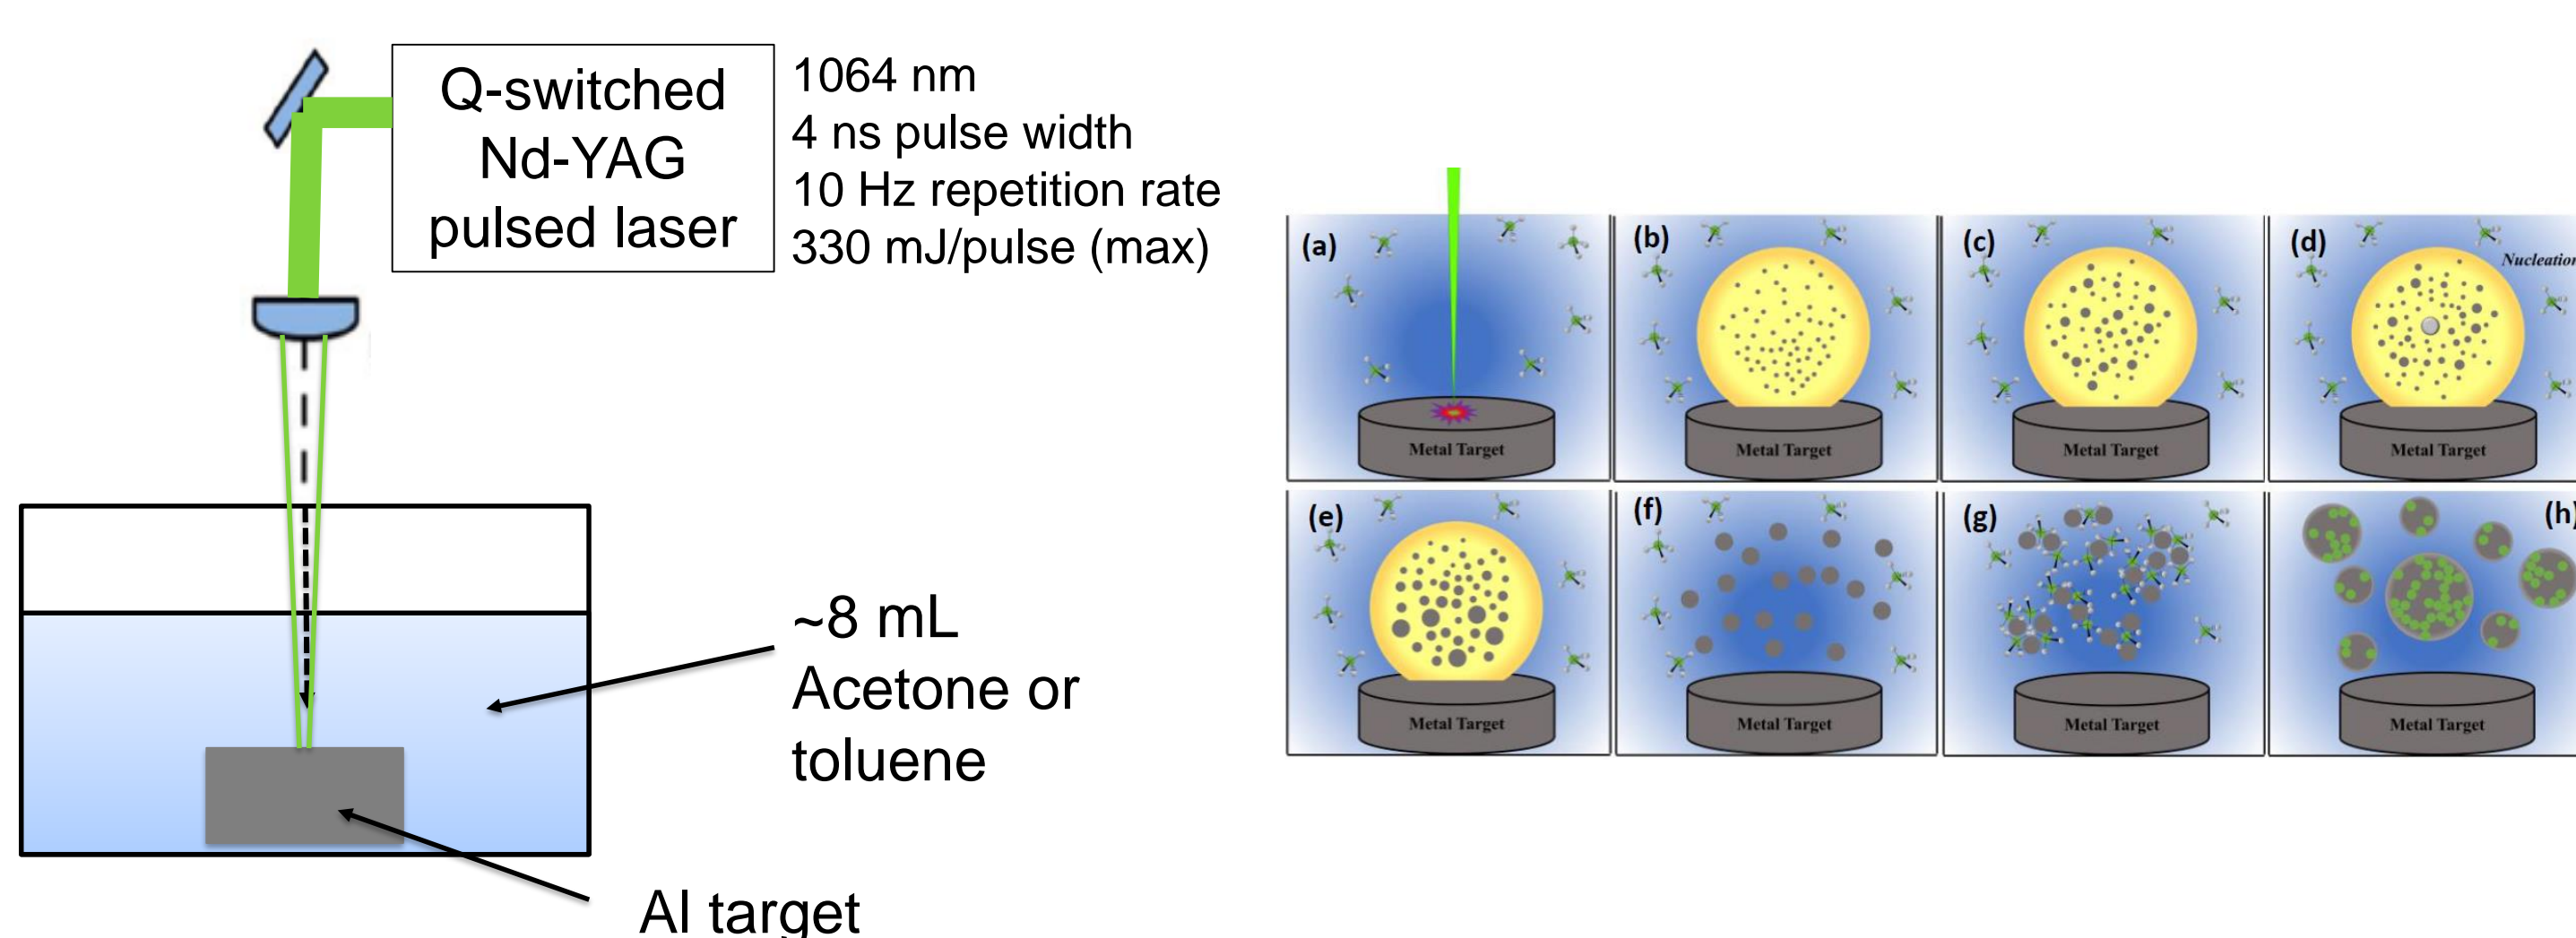 Q-switched
Nd-YAG
pulsed laser
1064 nm
4 ns pulse width
10 Hz repetition rate
330 mJ/pulse (max)
~8 mL
Acetone or
toluene
Al target
(a)
Metal Target
(b)
Metal Target
(c)
Metal Target
(d)
Nucleation
Metal Target
(e)
Metal Target
(f)
Metal Target
(g)
Metal Target
(h)
Metal Target